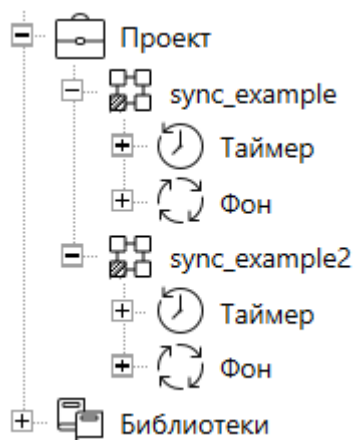 Проект
sync_example
Таймер
Фон
sync_example2
Таймер
Фон
Библиотеки